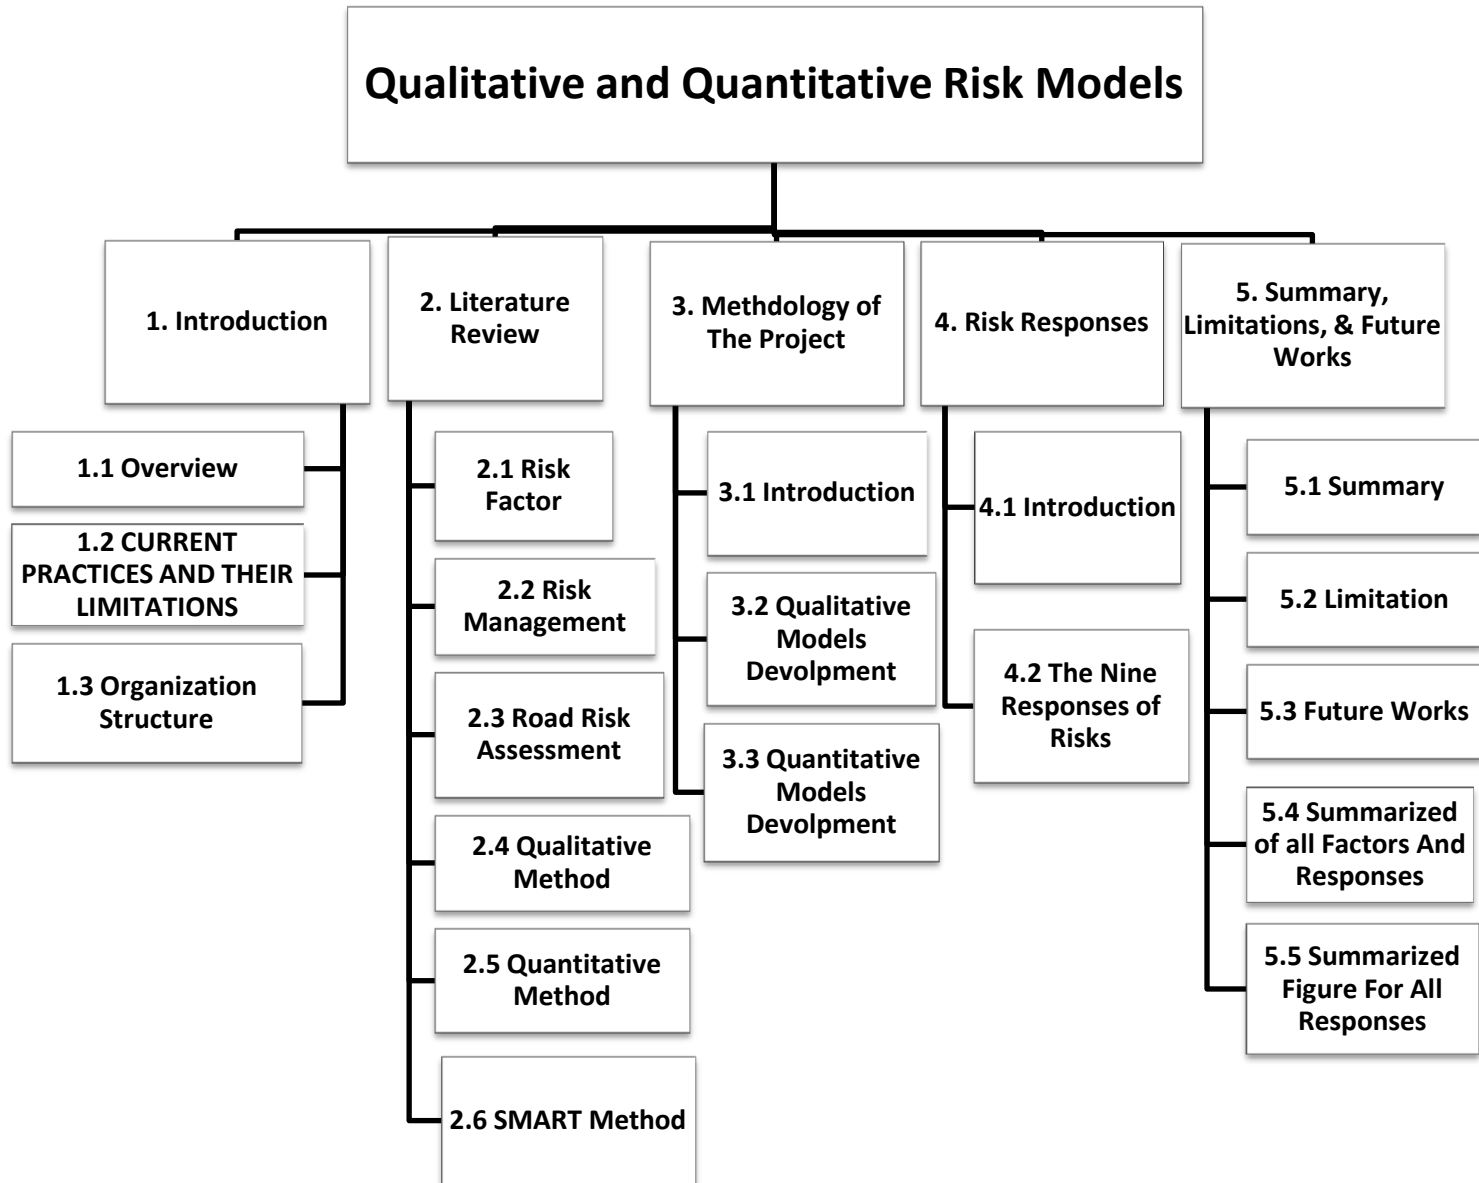 Qualitative and Quantitative Risk Models
1. Introduction
1.1 Overview
1.2 CURRENT
PRACTICES AND THEIR
LIMITATIONS
1.3 Organization
Structure
2. Literature
Review
2.1 Risk
Factor
2.2 Risk
Management
2.3 Road Risk
Assessment
2.4 Qualitative
Method
2.5 Quantitative
Method
2.6 SMART Method
3. Methdology of
The Project
3.1 Introduction
3.2 Qualitative
Models
Devolpment
3.3 Quantitative
Models
Devolpment
4. Risk Responses
4.1 Introduction
4.2 The Nine
Responses of
Risks
5. Summary,
Limitations, & Future
Works
5.1 Summary
5.2 Limitation
5.3 Future Works
5.4 Summarized
of all Factors And
Responses
5.5 Summarized
Figure For All
Responses